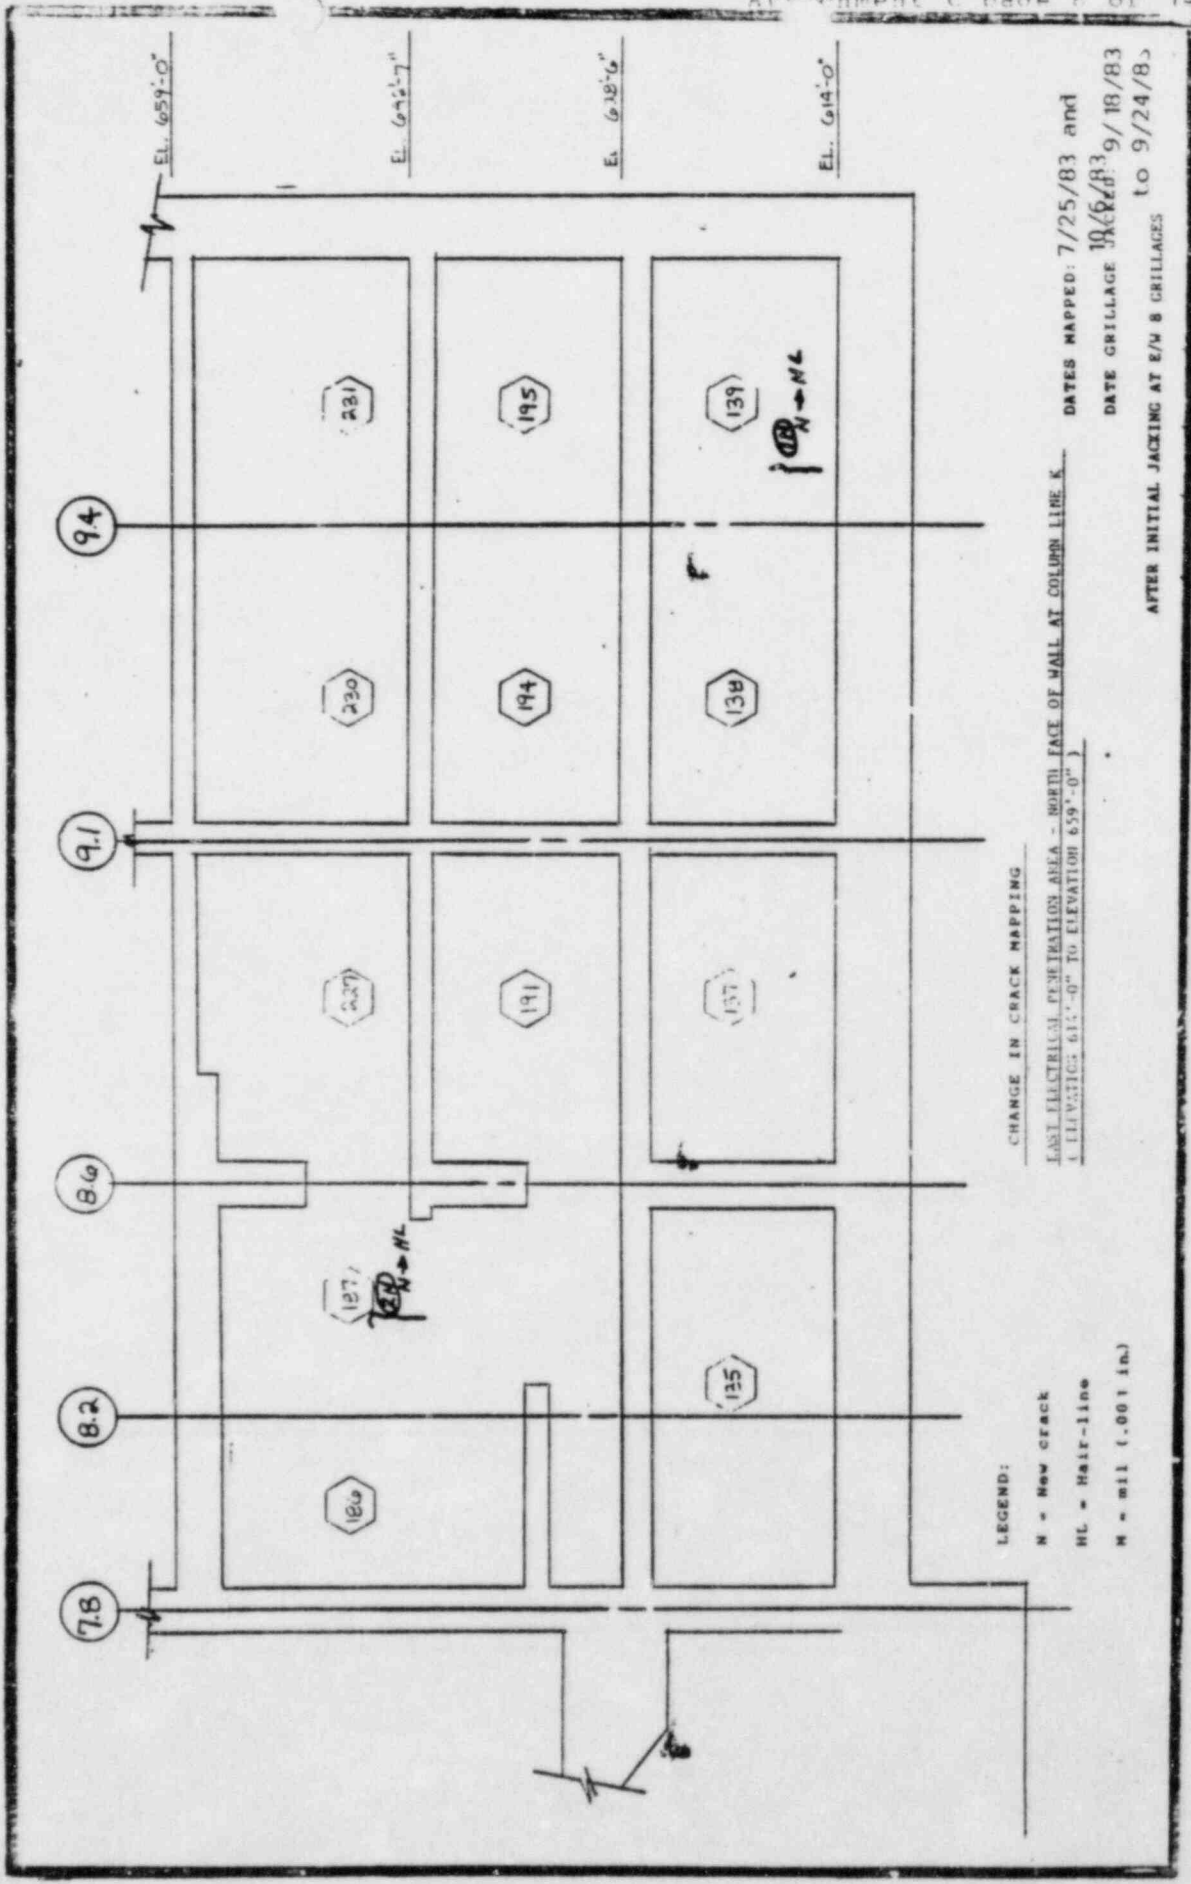 7.8
8.2
8.6
9.1
9.4
EL. 659'-0"
EL. 642'-7"
EL 628'-6"
EL. 614'-0"
186
187
227
230
231
N→HL
191
194
195
135
137
138
139
N→HL
LEGEND:
N = New crack
HL = Hair-line
M = mil (.001 in.)
CHANGE IN CRACK MAPPING
EAST ELECTRICAL PENETRATION AREA - NORTH FACE OF WALL AT COLUMN LINE K
( ELEVATION 614'-0" TO ELEVATION 659'-0" )
DATES MAPPED: 7/25/83 and
10/6/83
DATE GRILLAGE JACKED: 9/18/83
to 9/24/83
AFTER INITIAL JACKING AT E/W 8 GRILLAGES